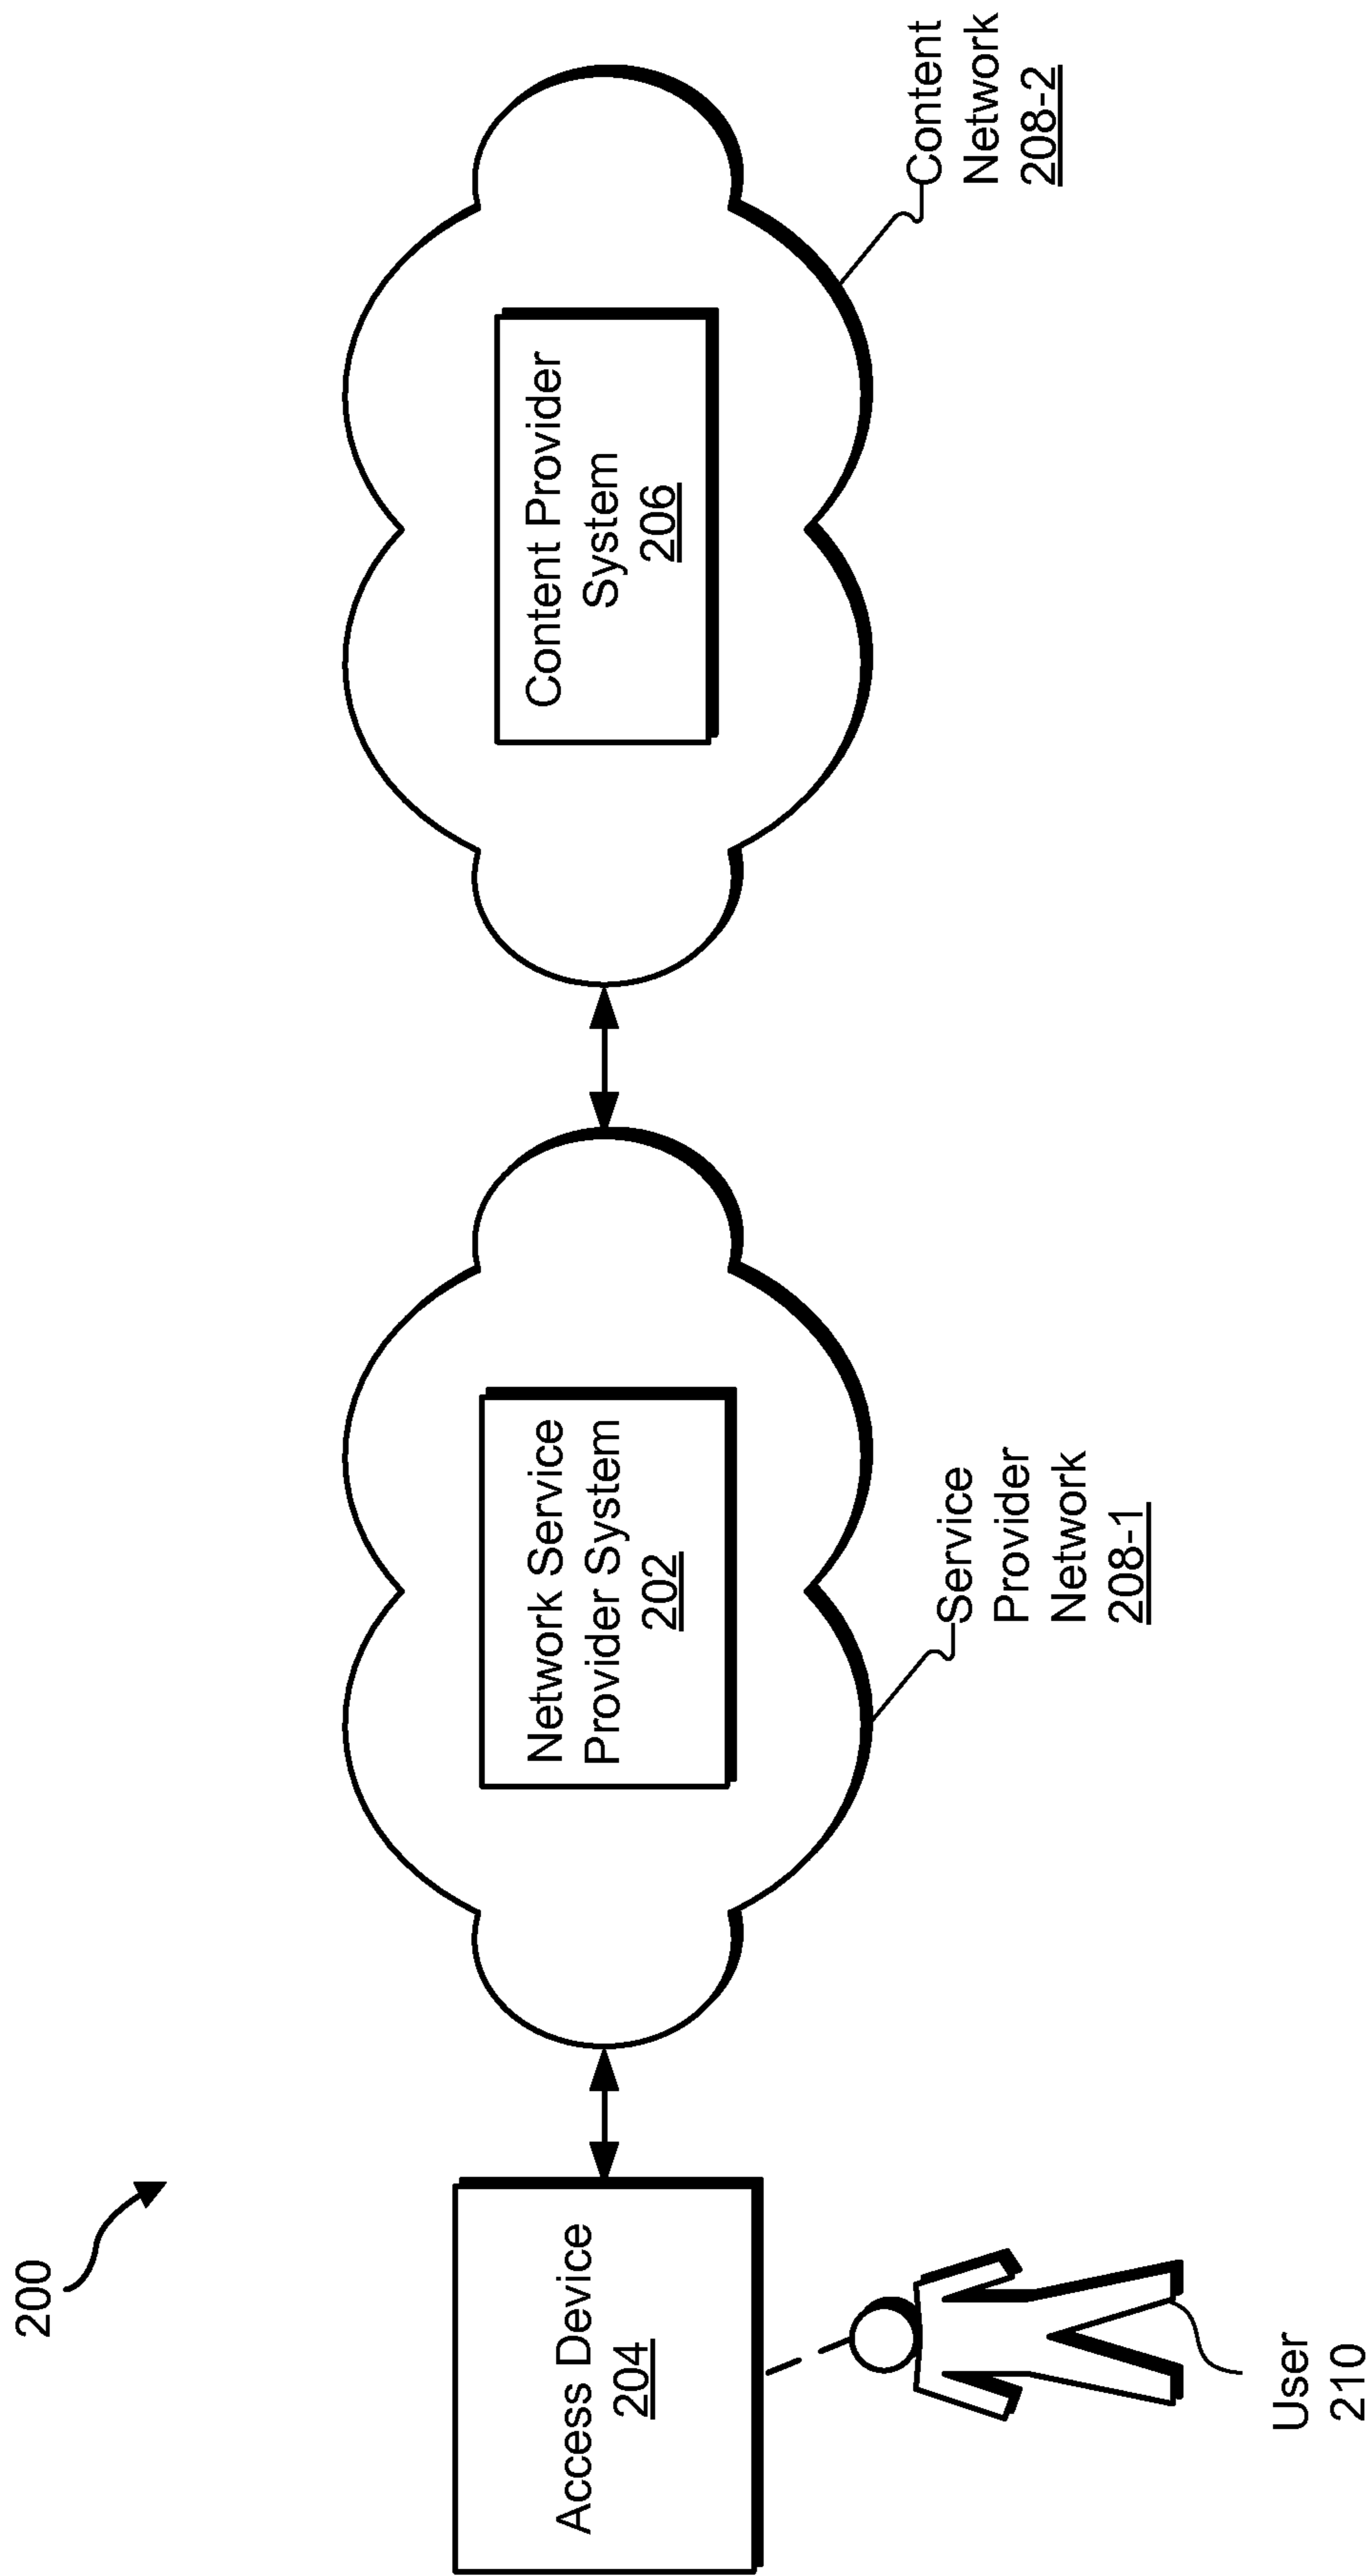 200
Access Device
204
User
210
Network Service
Provider System
202
Service
Provider
Network
208-1
Content Provider
System
206
Content
Network
208-2